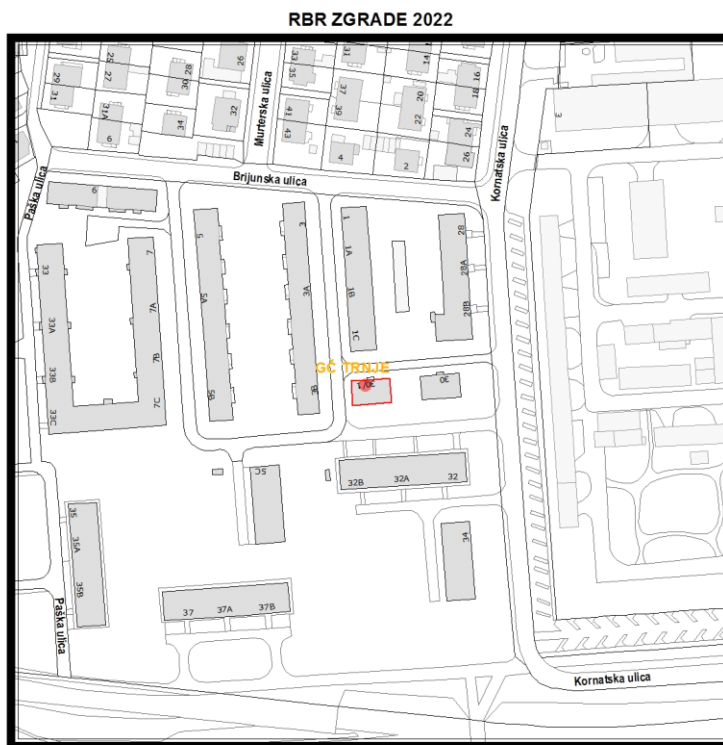 RBR ZGRADE 2022
25
27
28
30
26
33
35
31
37
39
14
16
18
29
31
31A
6
34
32
Murterska ulica
41
43
4
20
22
2
24
26
Kornatska ulica
3
Paška ulica
6
Brijunska ulica
33
33A
33B
33C
7
7A
7B
7C
5
5A
5B
3
3A
3B
1
1A
1B
1C
28
28A
28B
GČ TRNJE
30
5C
32B
32A
32
34
35
35A
35B
37
37A
37B
Paška ulica
Kornatska ulica